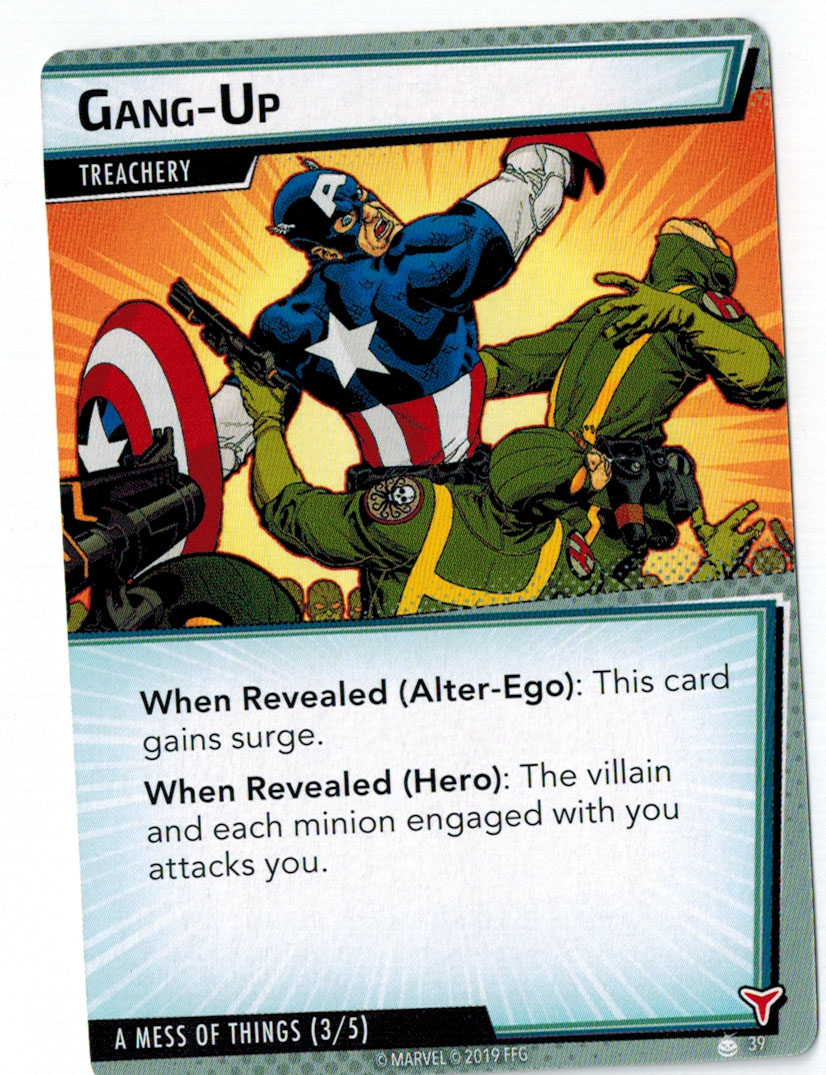 GANG-UP
TREACHERY
A
When Revealed (Alter-Ego): This card
gains surge.
When Revealed (Hero): The villain
and each minion engaged with you
attacks you.
A MESS OF THINGS (3/5)
© MARVEL © 2019 FFG
39